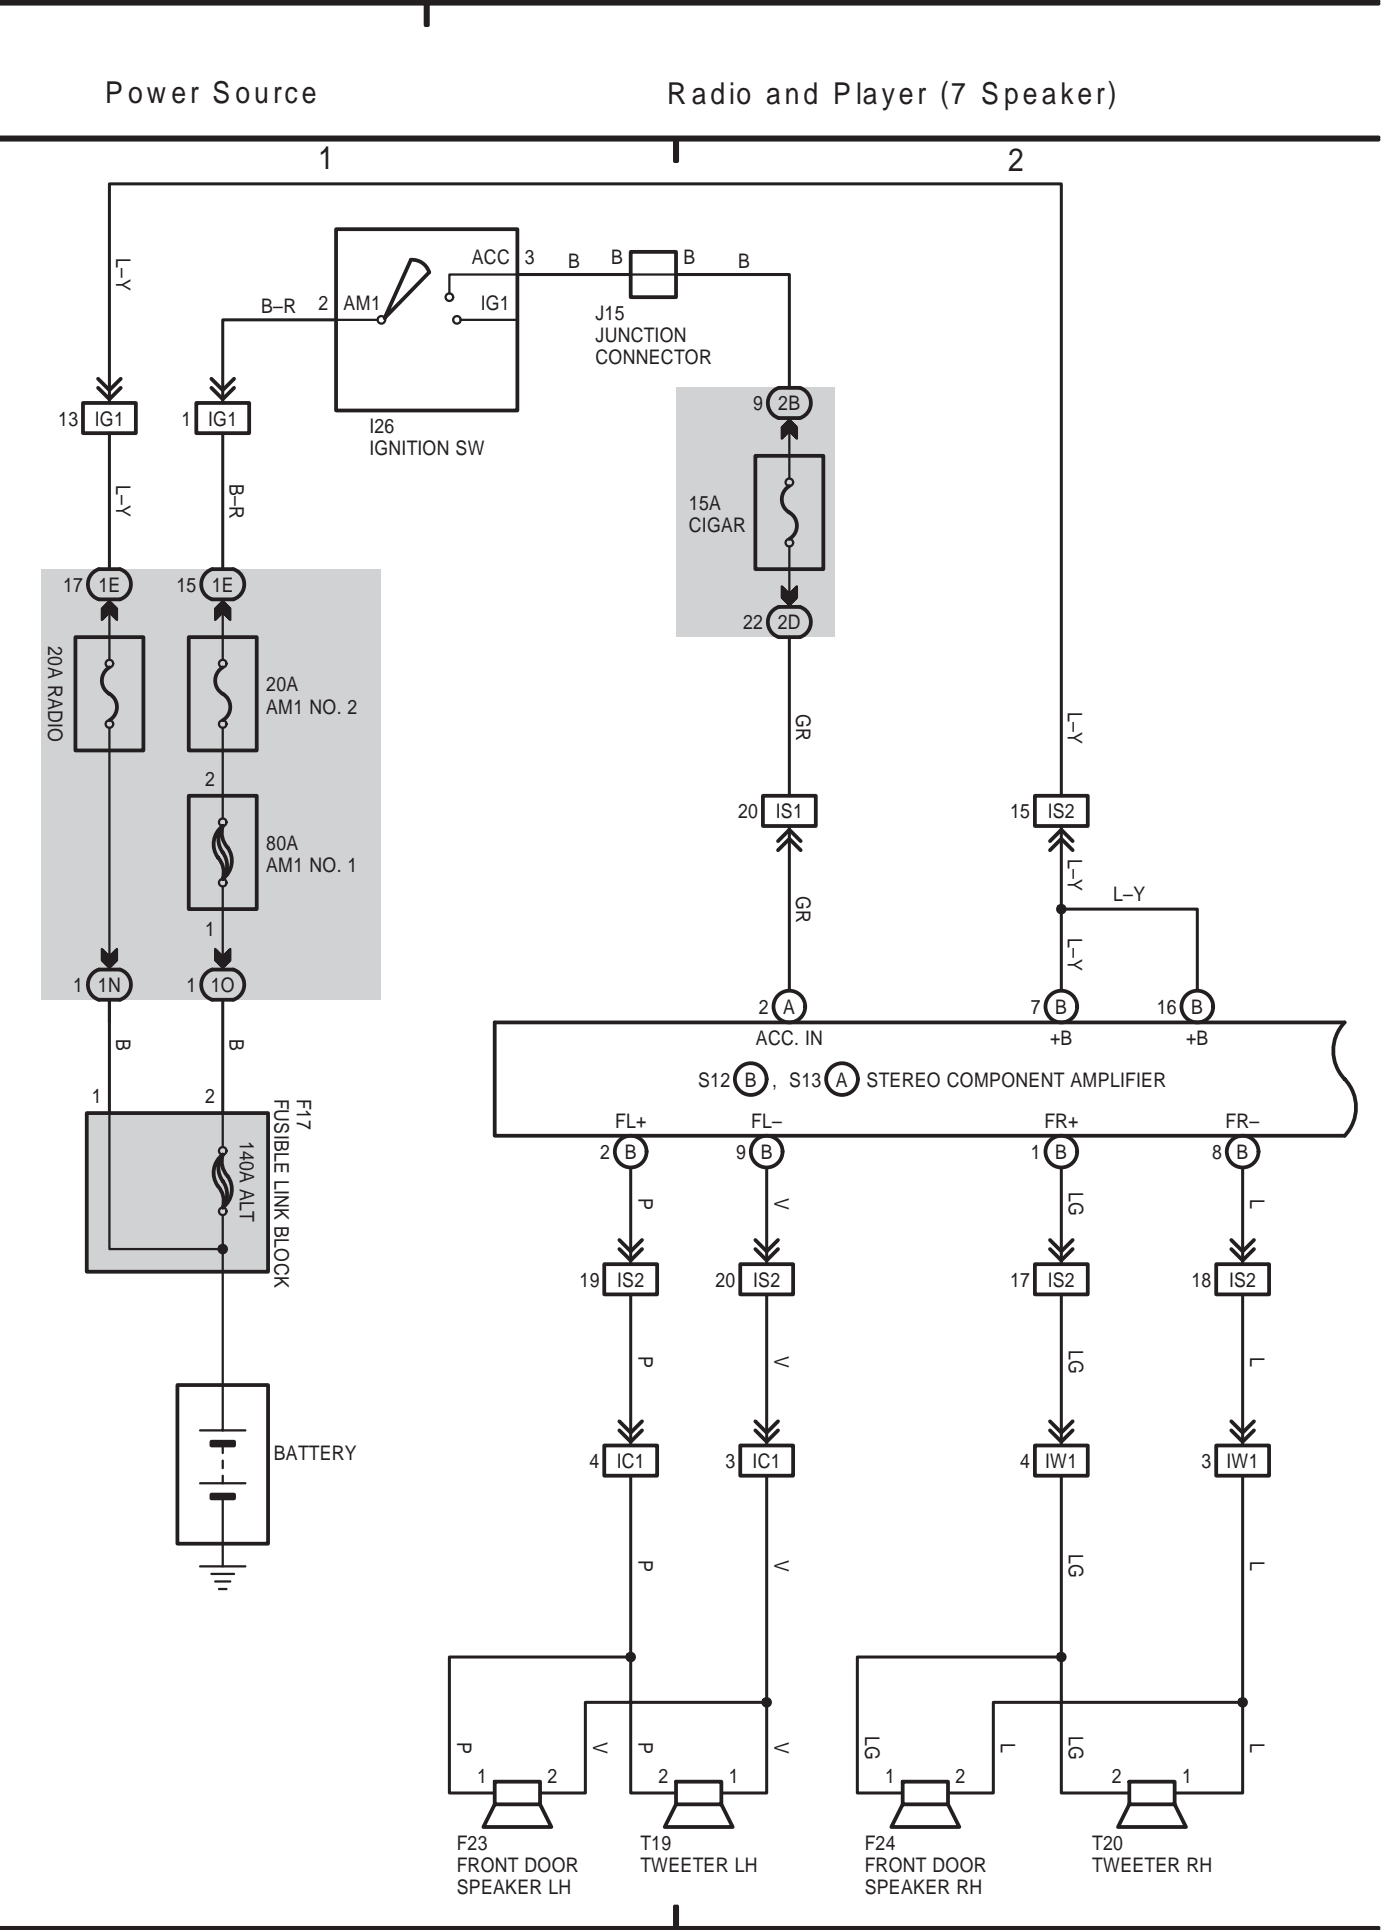 Power Source
Radio and Player (7 Speaker)
1
2
L–Y
B–R
2
AM1
ACC
3
IG1
B
B
B
B
J15
JUNCTION
CONNECTOR
I26
IGNITION SW
13 IG1
1 IG1
L–Y
B–R
9 2B
15A
CIGAR
22 2D
17 1E
15 1E
20A RADIO
20A
AM1 NO. 2
2
80A
AM1 NO. 1
1
1 1N
1 1O
B
B
1
2
F17
FUSIBLE LINK BLOCK
140A ALT
BATTERY
GR
L–Y
20 IS1
15 IS2
GR
L–Y
L–Y
L–Y
2 A
7 B
16 B
ACC. IN
+B
+B
S12 B , S13 A STEREO COMPONENT AMPLIFIER
FL+
FL–
FR+
FR–
2 B
9 B
1 B
8 B
P
V
LG
L
19 IS2
20 IS2
17 IS2
18 IS2
P
V
LG
L
4 IC1
3 IC1
4 IW1
3 IW1
P
V
LG
L
P
V
P
V
LG
L
LG
L
1
2
2
1
1
2
2
1
F23
FRONT DOOR
SPEAKER LH
T19
TWEETER LH
F24
FRONT DOOR
SPEAKER RH
T20
TWEETER RH